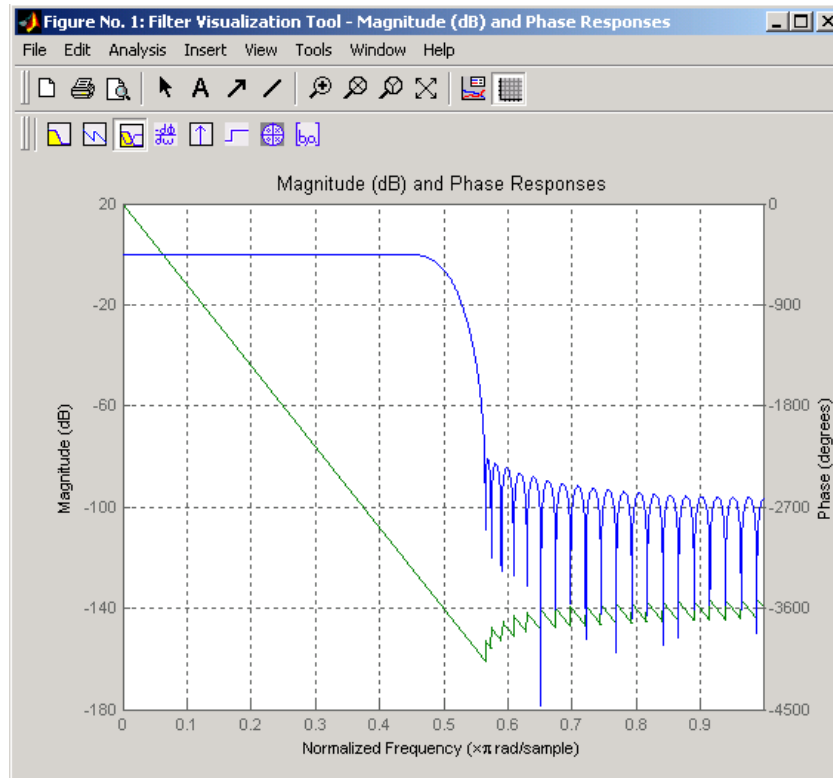 Figure No. 1: Filter Visualization Tool - Magnitude (dB) and Phase Responses
File Edit Analysis Insert View Tools Window Help
A
[b,a]
Magnitude (dB) and Phase Responses
20
-20
-60
-100
-140
-180
Magnitude (dB)
0
-900
-1800
-2700
-3600
-4500
Phase (degrees)
0 0.1 0.2 0.3 0.4 0.5 0.6 0.7 0.8 0.9
Normalized Frequency (×π rad/sample)